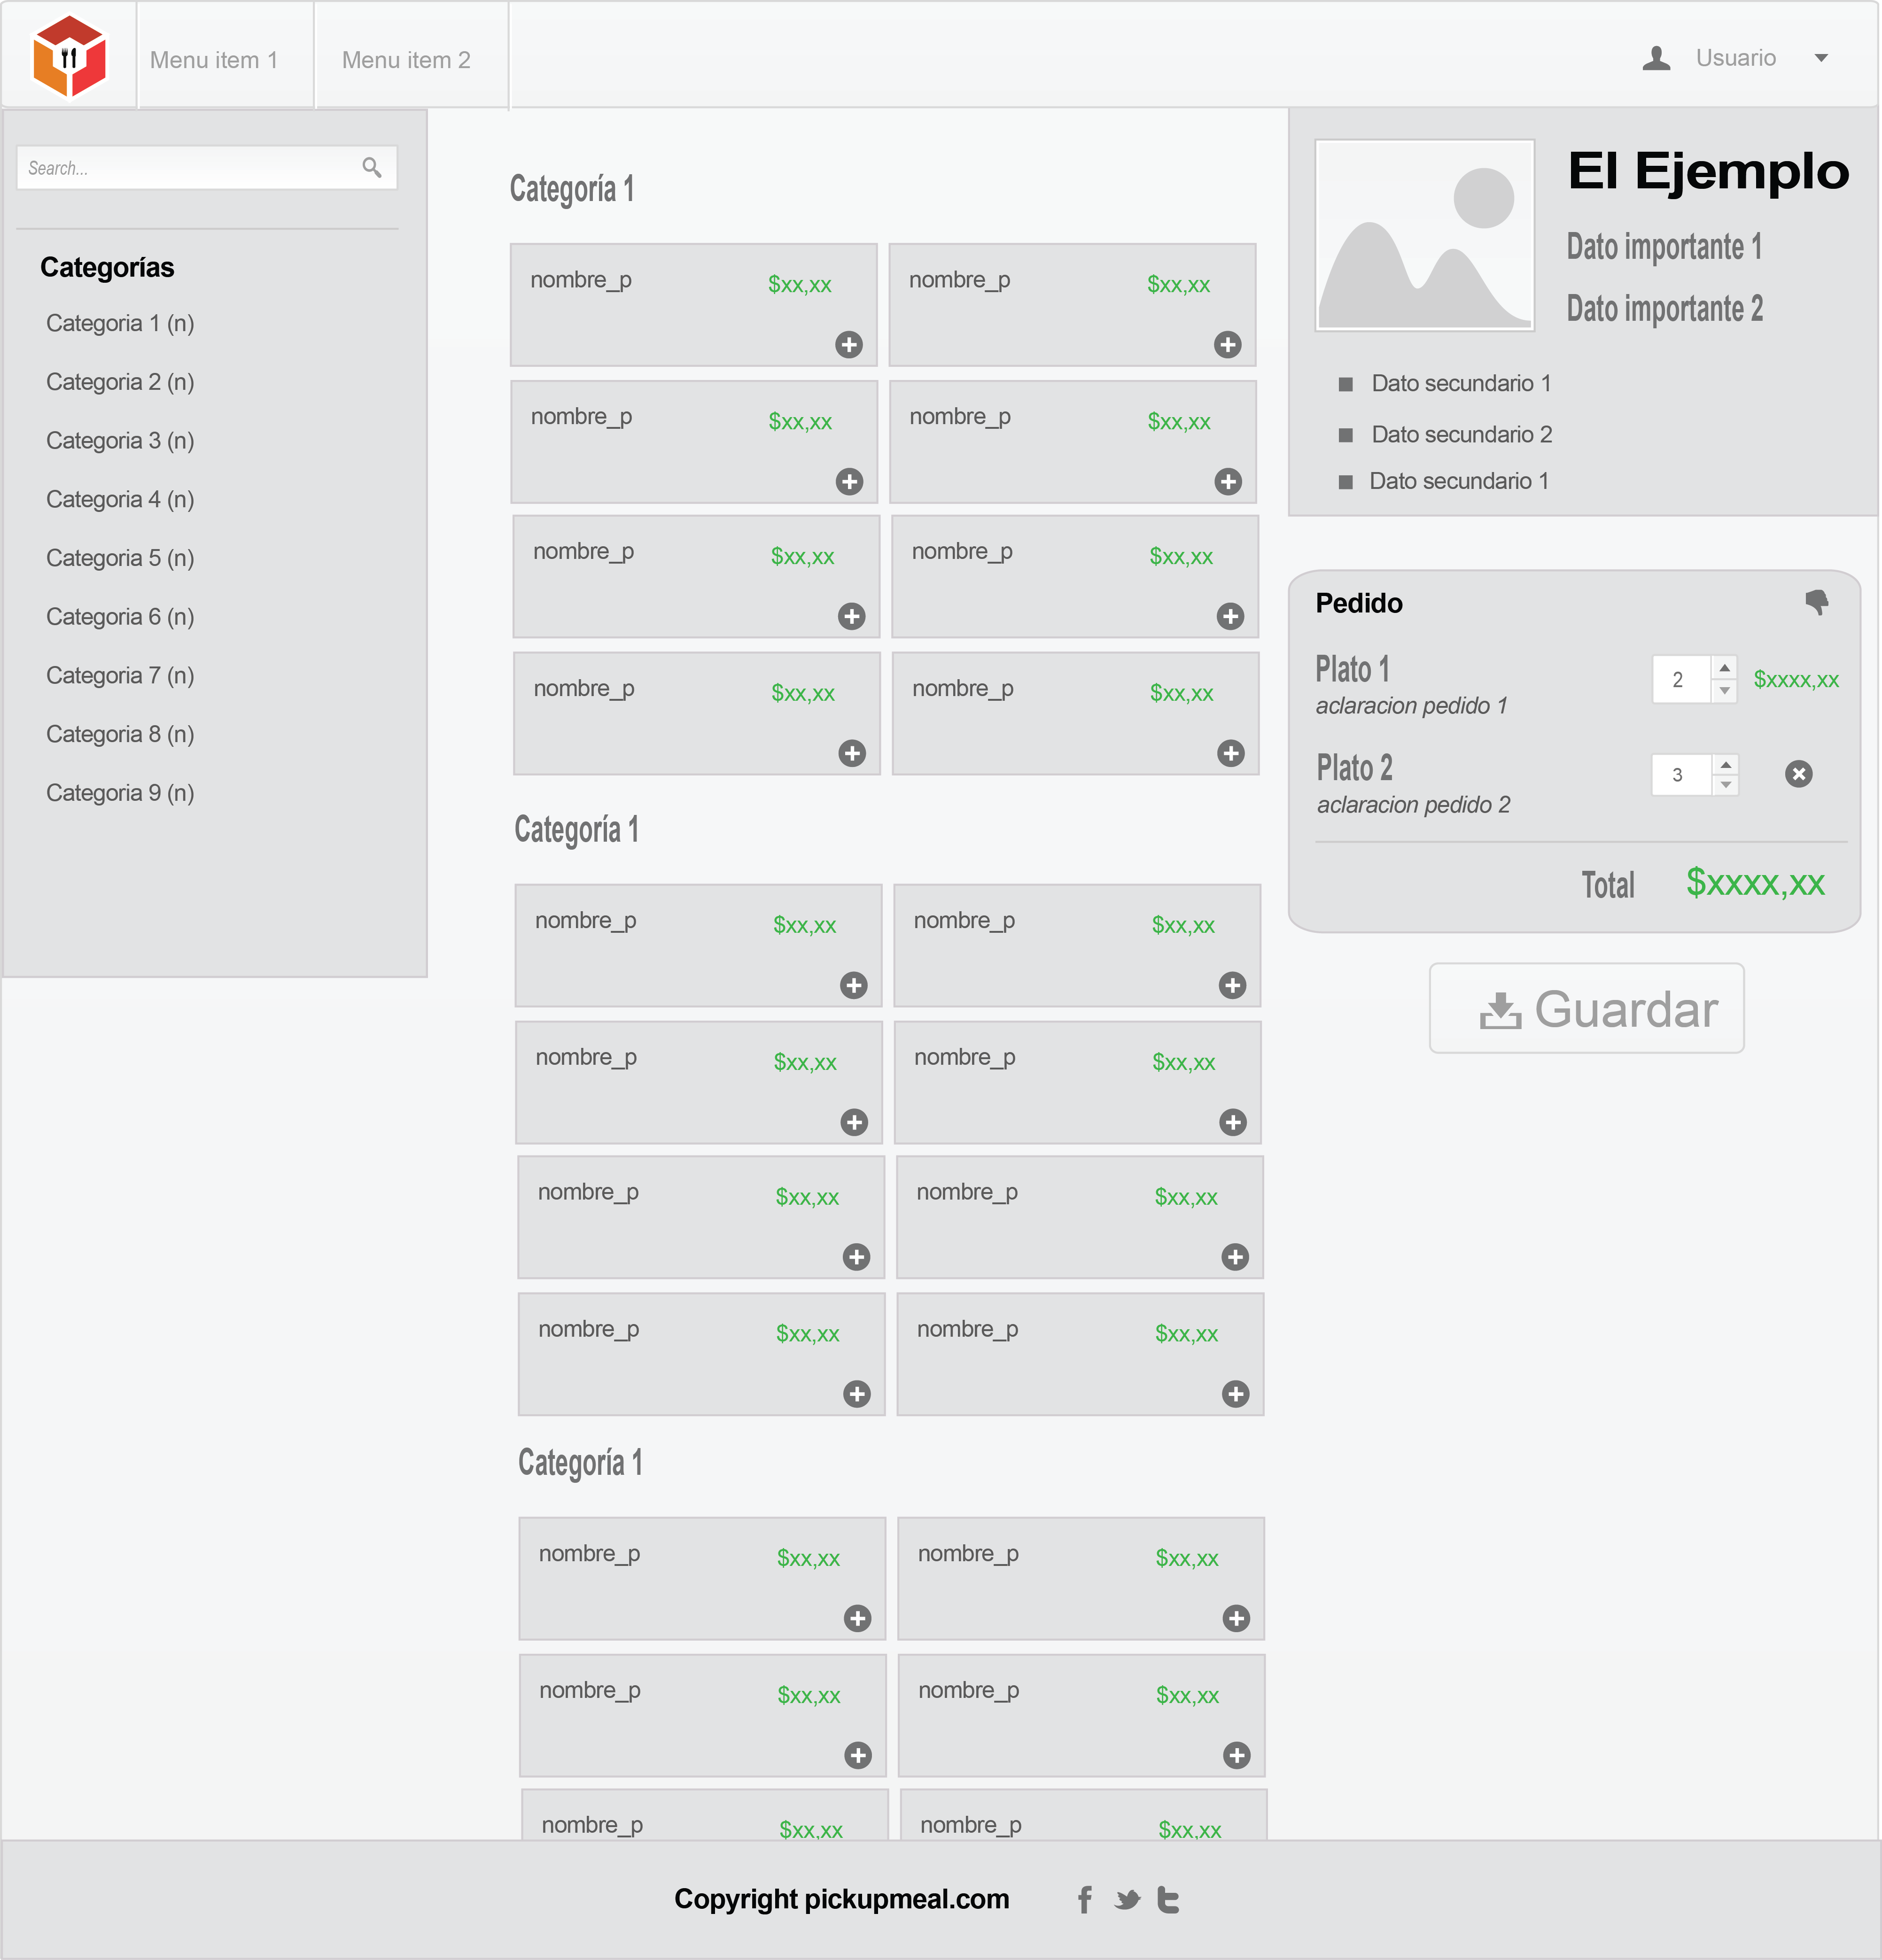 Menu item 1
Menu item 2
Usuario
Search...
Categorías
Categoria 1 (n)
Categoria 2 (n)
Categoria 3 (n)
Categoria 4 (n)
Categoria 5 (n)
Categoria 6 (n)
Categoria 7 (n)
Categoria 8 (n)
Categoria 9 (n)
Categoría 1
nombre_p $xx,xx nombre_p $xx,xx
nombre_p $xx,xx nombre_p $xx,xx
nombre_p $xx,xx nombre_p $xx,xx
nombre_p $xx,xx nombre_p $xx,xx
Categoría 1
nombre_p $xx,xx nombre_p $xx,xx
nombre_p $xx,xx nombre_p $xx,xx
nombre_p $xx,xx nombre_p $xx,xx
nombre_p $xx,xx nombre_p $xx,xx
Categoría 1
nombre_p $xx,xx nombre_p $xx,xx
nombre_p $xx,xx nombre_p $xx,xx
nombre_p $xx,xx nombre_p $xx,xx
El Ejemplo
Dato importante 1
Dato importante 2
Dato secundario 1
Dato secundario 2
Dato secundario 1
Pedido
Plato 1 2 $xxxx,xx
aclaracion pedido 1
Plato 2 3
aclaracion pedido 2
Total $xxxx,xx
Guardar
Copyright pickupmeal.com